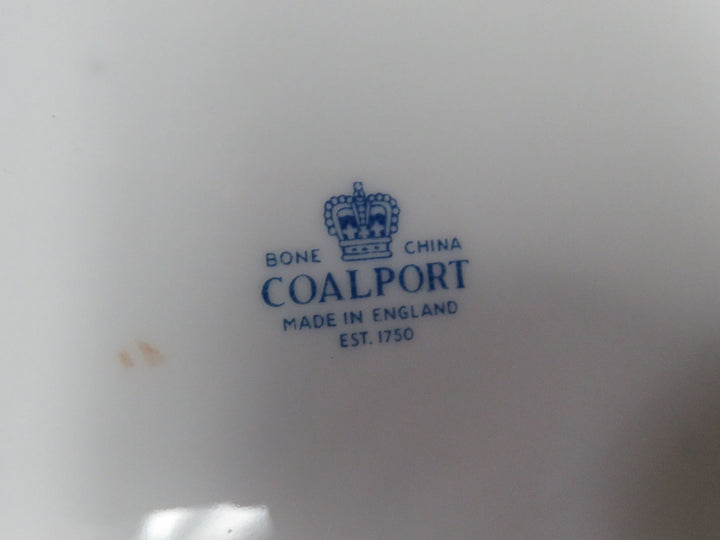 BONE CHINA
COALPORT
MADE IN ENGLAND
EST. 1750